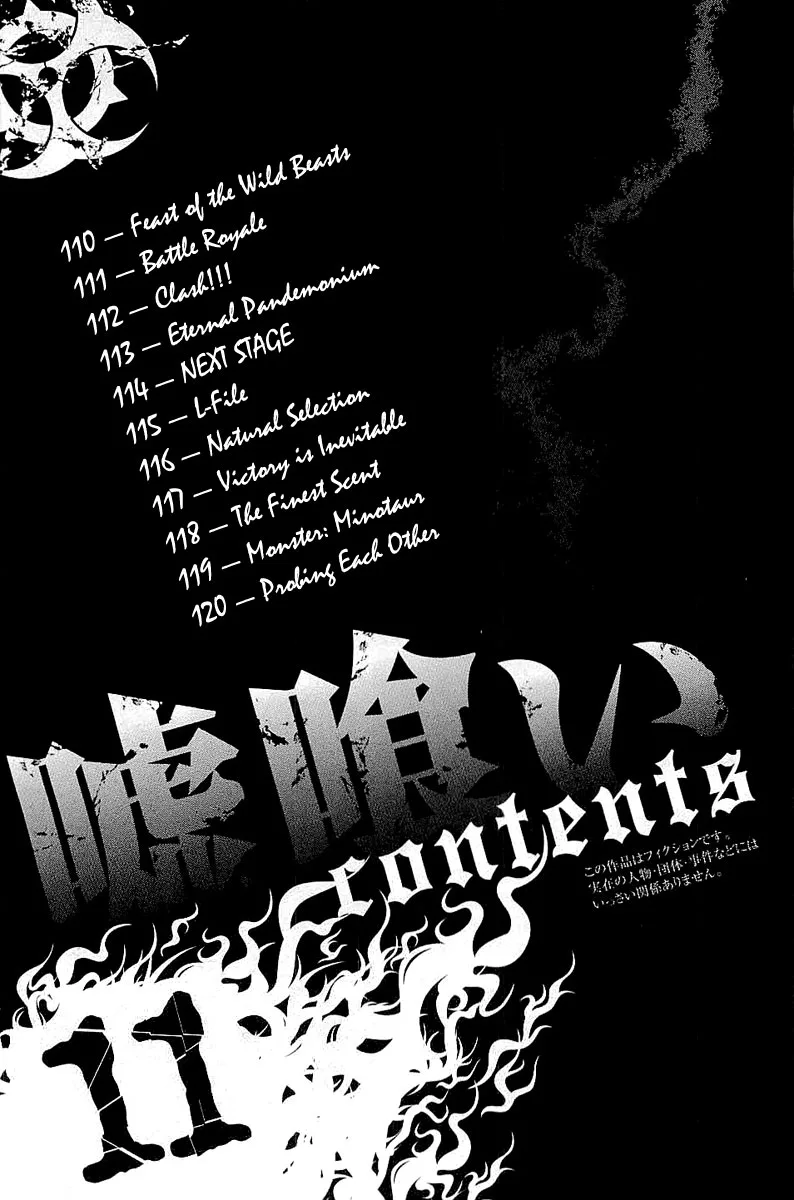 110 — Feast of the Wild Beasts
111 — Battle Royale
112 — Clash!!!
113 — Eternal Pandemonium
114 — NEXT STAGE
115 — L-File
116 — Natural Selection
117 — Victory is Inevitable
118 — The Finest Scent
119 — Monster: Minotaur
120 — Probing Each Other
嘘喰い
contents
この作品はフィクションです。
実在の人物・団体・事件などには
いっさい関係ありません。
11